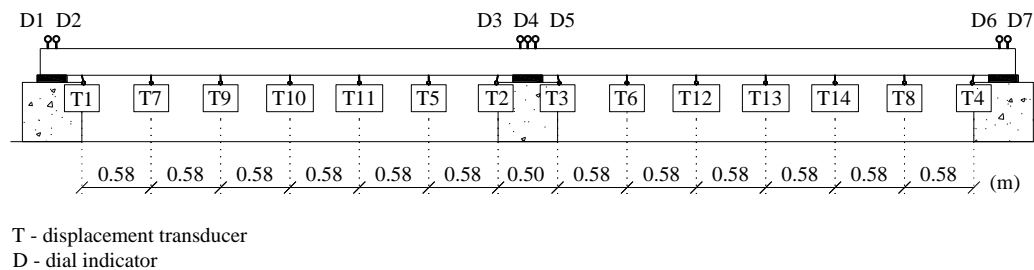 D1 D2 D3 D4 D5 D6 D7
T1 T7 T9 T10 T11 T5 T2 T3 T6 T12 T13 T14 T8 T4
0.58 0.58 0.58 0.58 0.58 0.58 0.50 0.58 0.58 0.58 0.58 0.58 0.58 (m)
T - displacement transducer
D - dial indicator